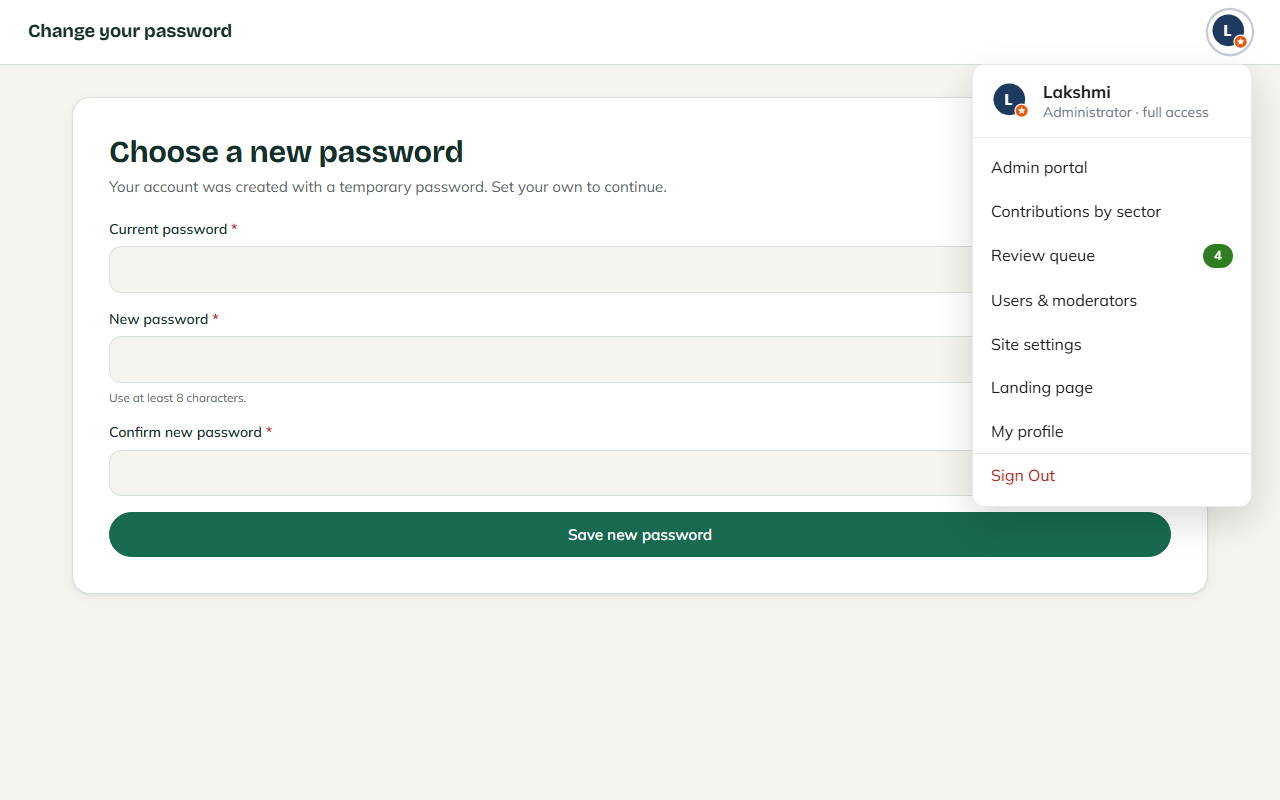 Change your password
L
Lakshmi
Administrator · full access
Admin portal
Contributions by sector
Review queue 4
Users & moderators
Site settings
Landing page
My profile
Sign Out
Choose a new password
Your account was created with a temporary password. Set your own to continue.
Current password *
New password *
Use at least 8 characters.
Confirm new password *
Save new password